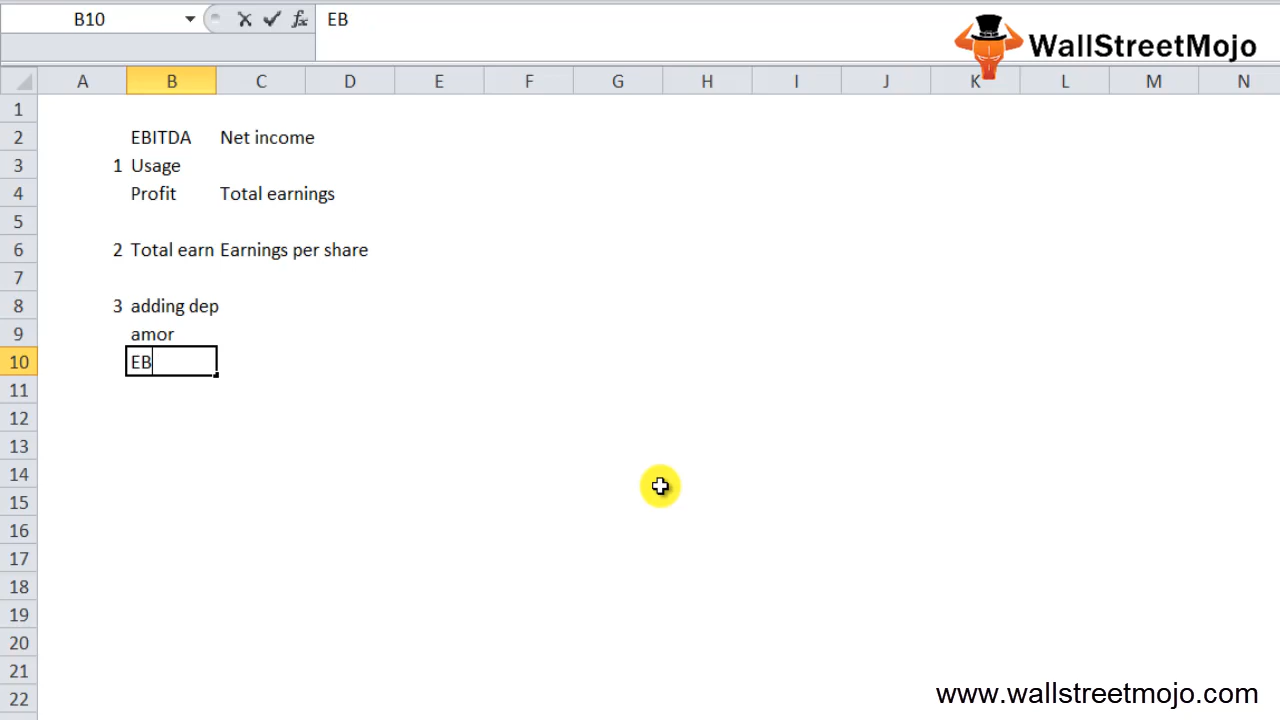 B10 fx EB
WallStreetMojo
A B C D E F G H I J K L M N
1
2 EBITDA Net income
3 1 Usage
4 Profit Total earnings
5
6 2 Total earn Earnings per share
7
8 3 adding dep
9 amor
10 EB
11
12
13
14
15
16
17
18
19
20
21
22
www.wallstreetmojo.com